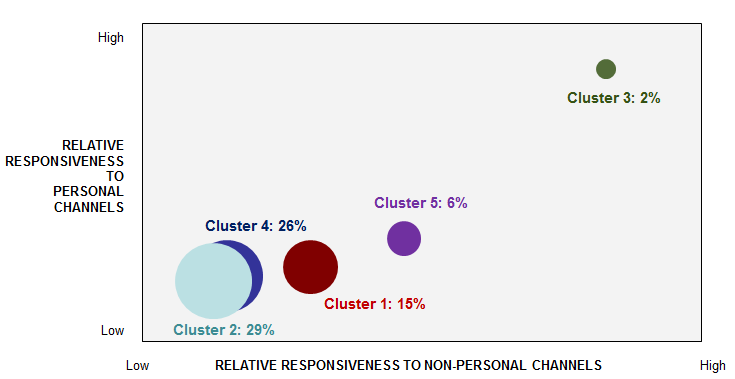 High
Cluster 3: 2%
RELATIVE
RESPONSIVENESS
TO
PERSONAL
CHANNELS
Cluster 5: 6%
Cluster 4: 26%
Cluster 1: 15%
Cluster 2: 29%
Low
Low
RELATIVE RESPONSIVENESS TO NON-PERSONAL CHANNELS
High